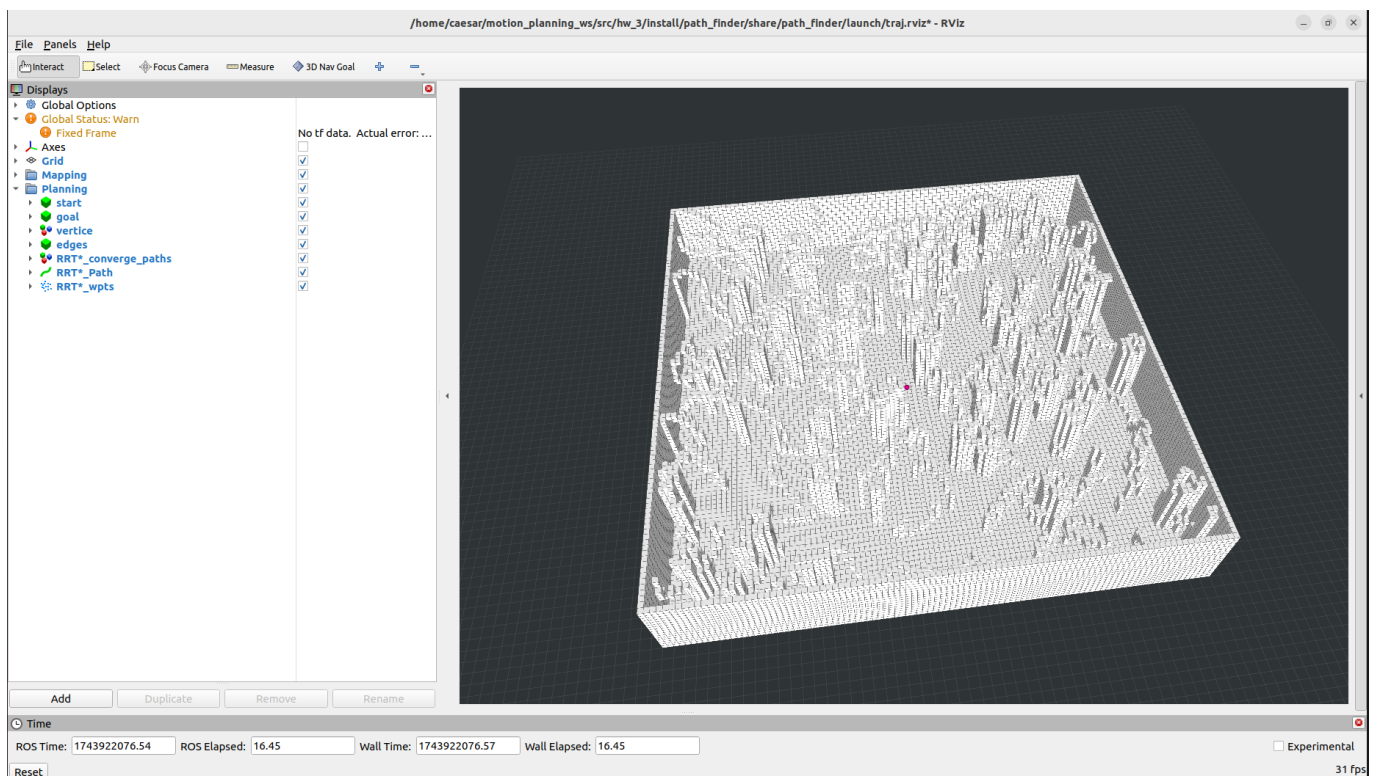 /home/caesar/motion_planning_ws/src/hw_3/install/path_finder/share/path_finder/launch/traj.rviz* - RViz
File Panels Help
Interact Select Focus Camera Measure 3D Nav Goal
Displays
Global Options
Global Status: Warn
Fixed Frame No tf data. Actual error: ...
Axes
Grid
Mapping
Planning
start
goal
vertice
edges
RRT*_converge_paths
RRT*_Path
RRT*_wpts
Add Duplicate Remove Rename
Time
ROS Time: 1743922076.54 ROS Elapsed: 16.45 Wall Time: 1743922076.57 Wall Elapsed: 16.45 Experimental
Reset 31 fps